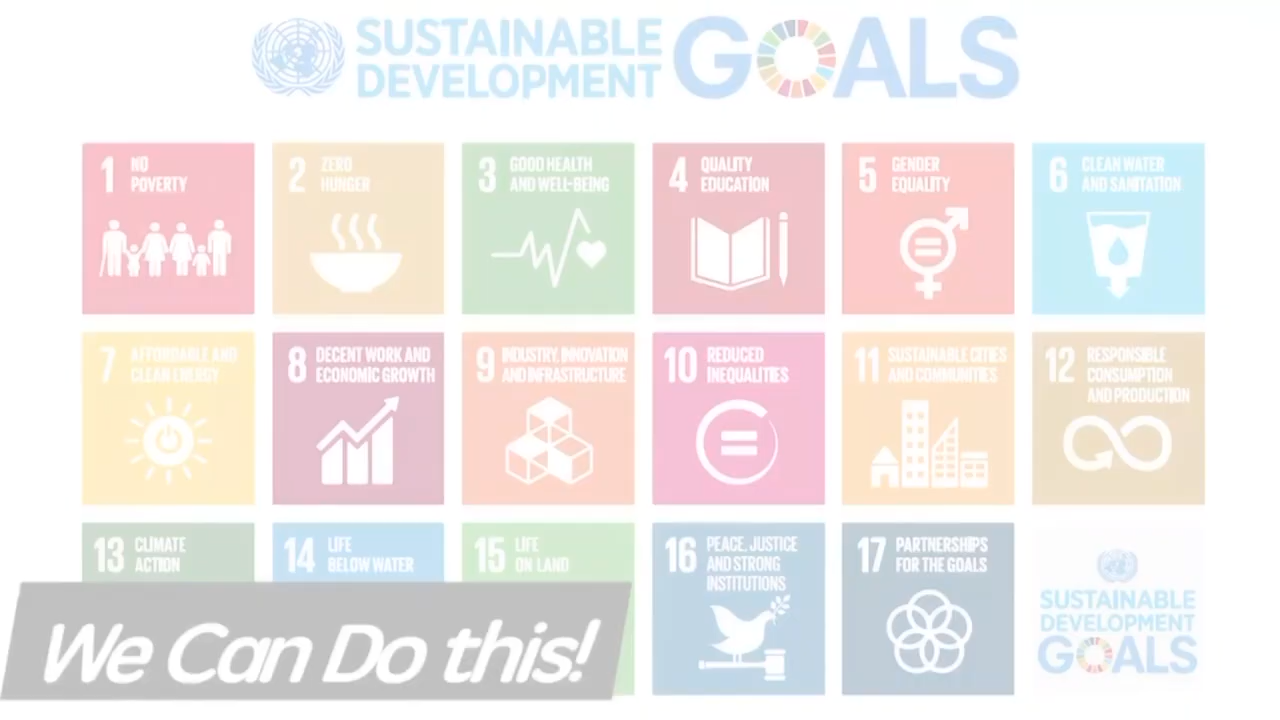 SUSTAINABLE
DEVELOPMENT
GOALS
1 NO
POVERTY
2 ZERO
HUNGER
3 GOOD HEALTH
AND WELL-BEING
4 QUALITY
EDUCATION
5 GENDER
EQUALITY
6 CLEAN WATER
AND SANITATION
7 AFFORDABLE AND
CLEAN ENERGY
8 DECENT WORK AND
ECONOMIC GROWTH
9 INDUSTRY, INNOVATION
AND INFRASTRUCTURE
10 REDUCED
INEQUALITIES
11 SUSTAINABLE CITIES
AND COMMUNITIES
12 RESPONSIBLE
CONSUMPTION
AND PRODUCTION
13 CLIMATE
ACTION
14 LIFE
BELOW WATER
15 LIFE
ON LAND
16 PEACE, JUSTICE
AND STRONG
INSTITUTIONS
17 PARTNERSHIPS
FOR THE GOALS
SUSTAINABLE
DEVELOPMENT
GOALS
We Can Do this!